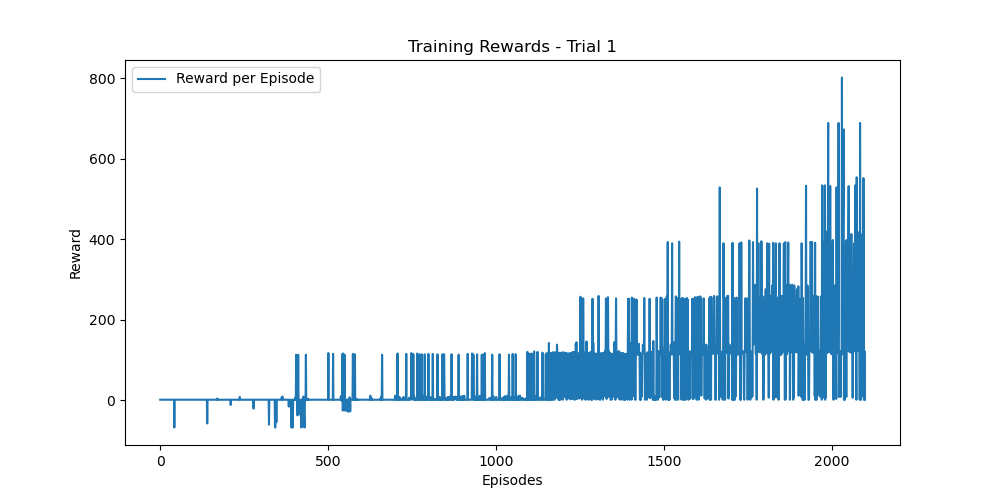 Training Rewards - Trial 1
Reward per Episode
800
600
400
200
0
Reward
0 500 1000 1500 2000
Episodes